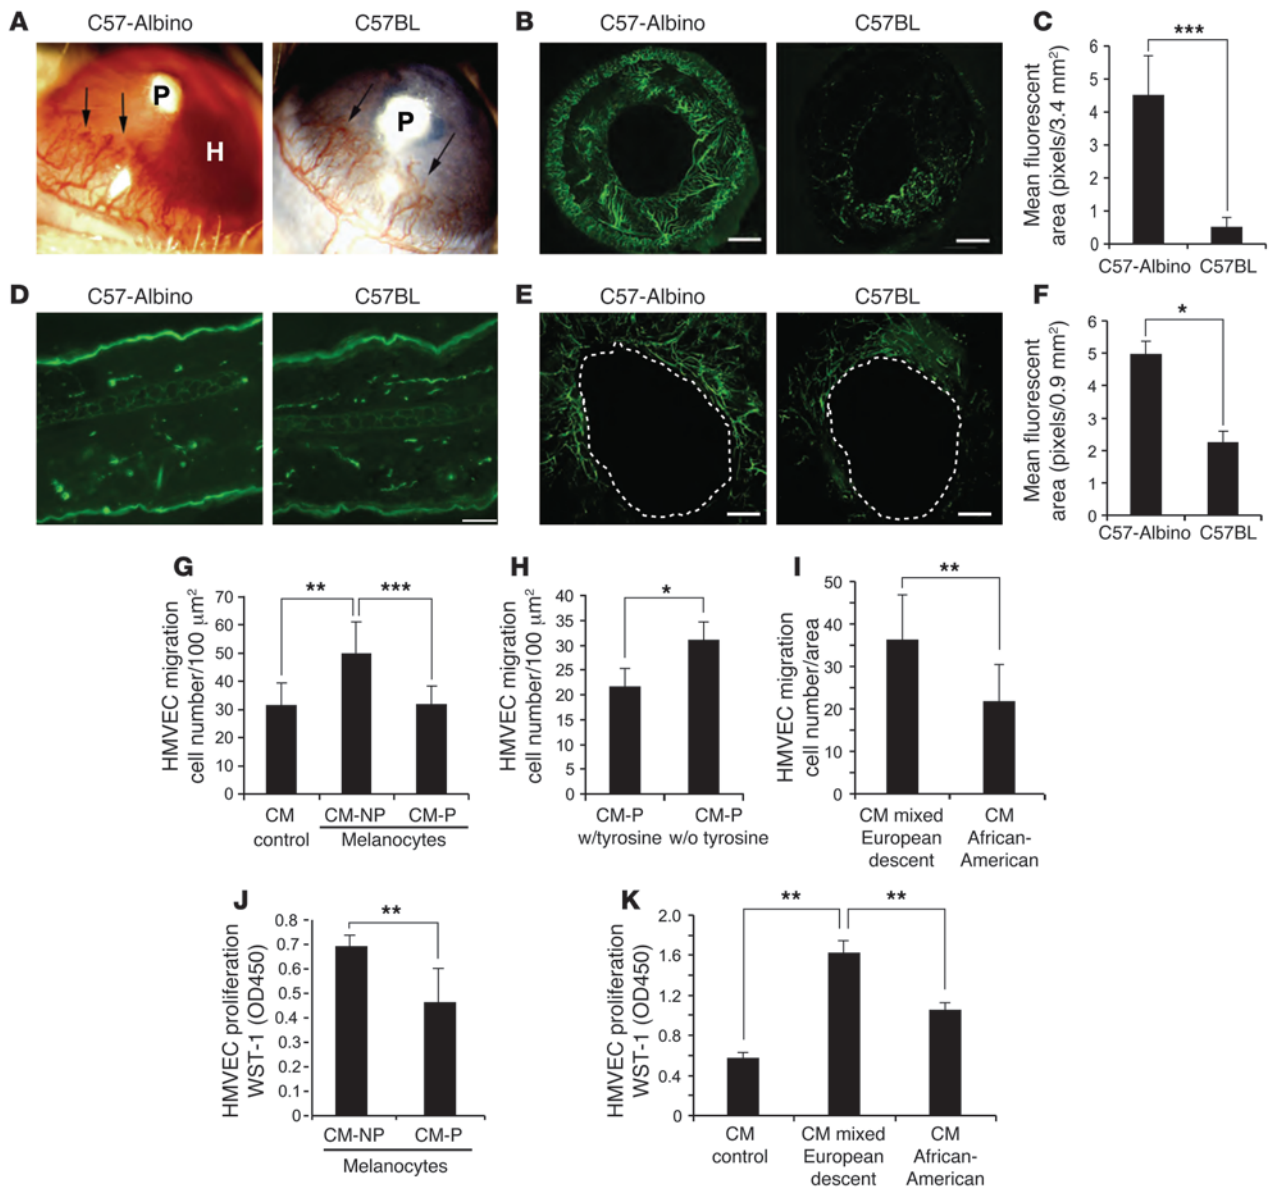 A
C57-Albino
C57BL
P
H
P
B
C57-Albino
C57BL
C
***
Mean fluorescent
area (pixels/3.4 mm²)
6
5
4
3
2
1
0
C57-Albino C57BL
D
C57-Albino
C57BL
E
C57-Albino
C57BL
F
*
Mean fluorescent
area (pixels/0.9 mm²)
6
5
4
3
2
1
0
C57-Albino C57BL
G
** ***
HMVEC migration
cell number/100 µm²
70
60
50
40
30
20
10
0
CM
control
CM-NP CM-P
Melanocytes
H
*
HMVEC migration
cell number/100 µm²
40
35
30
25
20
15
10
5
0
CM-P
w/tyrosine
CM-P
w/o tyrosine
I
**
HMVEC migration
cell number/area
50
40
30
20
10
0
CM mixed
European
descent
CM
African-
American
J
**
HMVEC proliferation
WST-1 (OD450)
0.8
0.7
0.6
0.5
0.4
0.3
0.2
0.1
0
CM-NP CM-P
Melanocytes
K
** **
HMVEC proliferation
WST-1 (OD450)
2.0
1.6
1.2
0.8
0.4
0
CM
control
CM mixed
European
descent
CM
African-
American